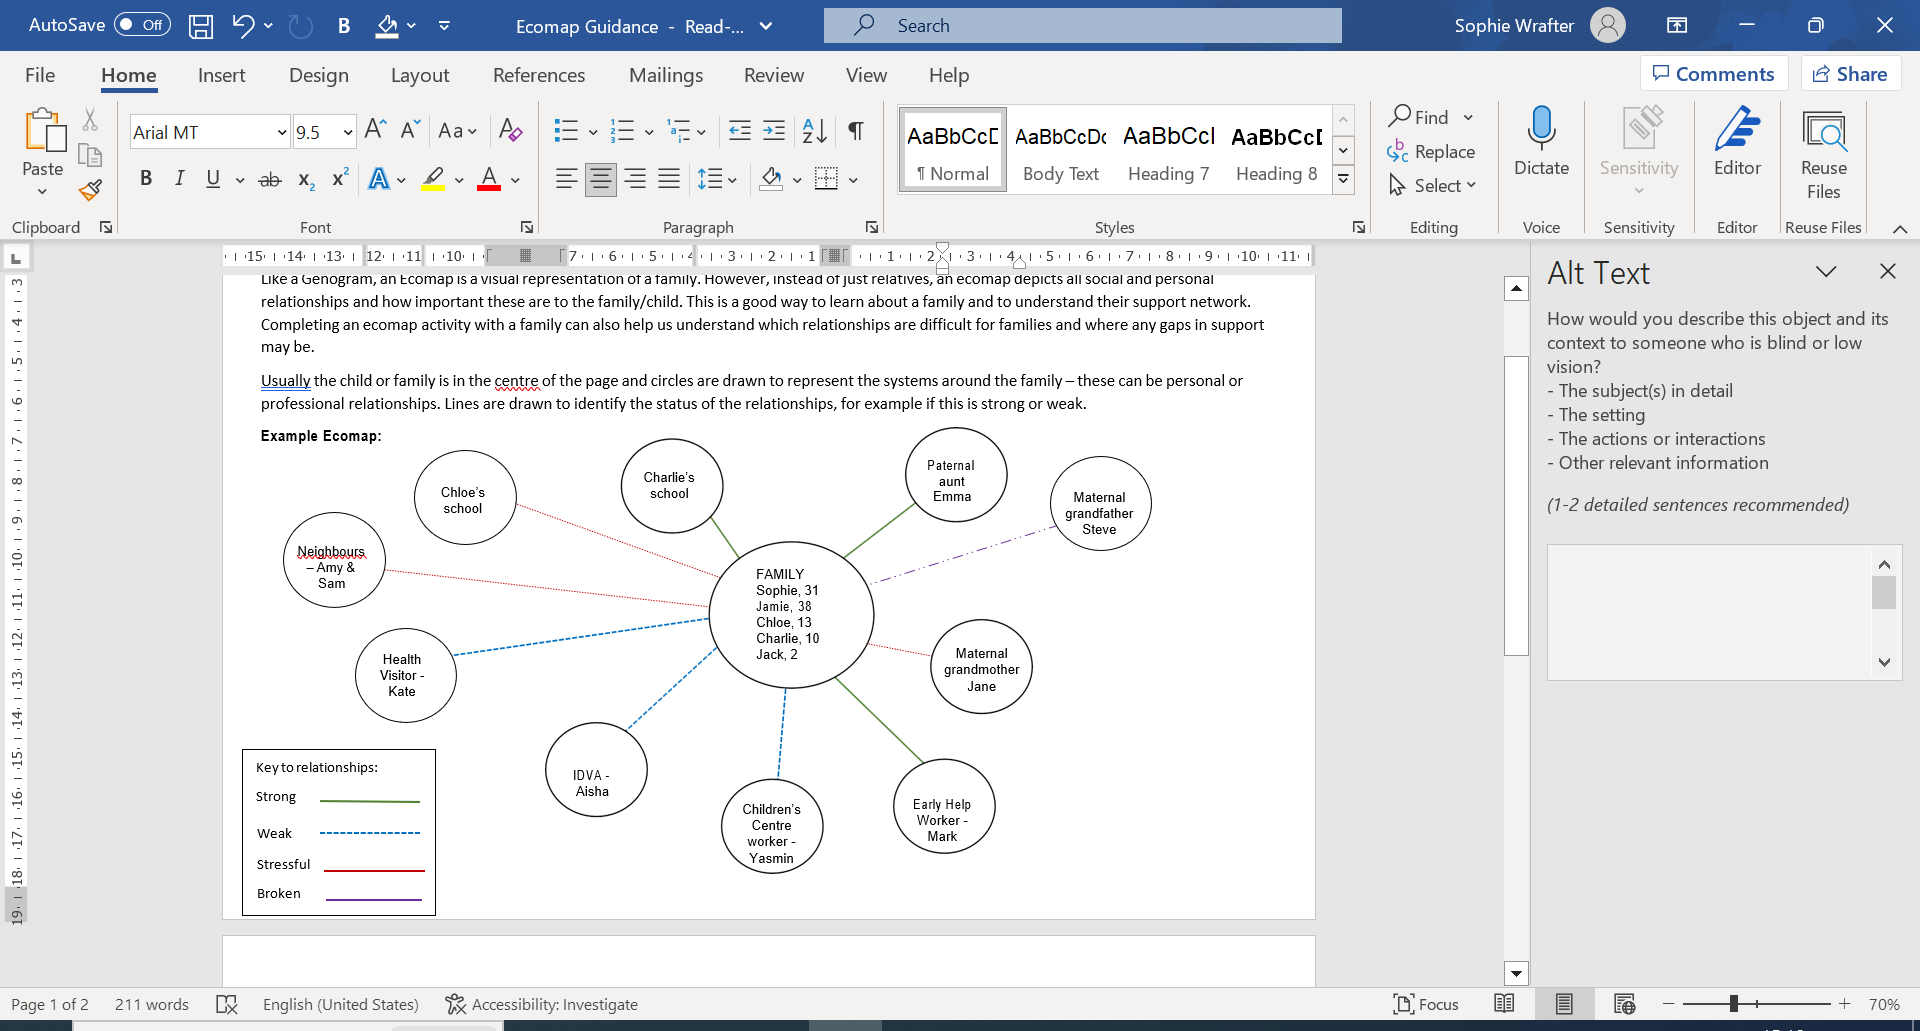 AutoSave Off B Ecomap Guidance - Read-... Search Sophie Wrafter
File Home Insert Design Layout References Mailings Review View Help Comments Share
Paste
Clipboard
Arial MT 9.5 Aa
B I U ab x2 x2 A A
Font
Paragraph
AaBbCcD AaBbCcDc AaBbCcI AaBbCcD
¶ Normal Body Text Heading 7 Heading 8
Styles
Find
Replace
Select
Editing
Dictate
Voice
Sensitivity
Sensitivity
Editor
Editor
Reuse
Files
Reuse Files
Like a Genogram, an Ecomap is a visual representation of a family. However, instead of just relatives, an ecomap depicts all social and personal
relationships and how important these are to the family/child. This is a good way to learn about a family and to understand their support network.
Completing an ecomap activity with a family can also help us understand which relationships are difficult for families and where any gaps in support
may be.
Usually the child or family is in the centre of the page and circles are drawn to represent the systems around the family – these can be personal or
professional relationships. Lines are drawn to identify the status of the relationships, for example if this is strong or weak.
Example Ecomap:
Chloe's
school
Charlie's
school
Paternal
aunt
Emma
Maternal
grandfather
Steve
Neighbours
– Amy &
Sam
FAMILY
Sophie, 31
Jamie, 38
Chloe, 13
Charlie, 10
Jack, 2
Health
Visitor -
Kate
Maternal
grandmother
Jane
IDVA -
Aisha
Children's
Centre
worker -
Yasmin
Early Help
Worker -
Mark
Key to relationships:
Strong
Weak
Stressful
Broken
Alt Text
How would you describe this object and its
context to someone who is blind or low
vision?
- The subject(s) in detail
- The setting
- The actions or interactions
- Other relevant information
(1-2 detailed sentences recommended)
Page 1 of 2 211 words English (United States) Accessibility: Investigate Focus 70%